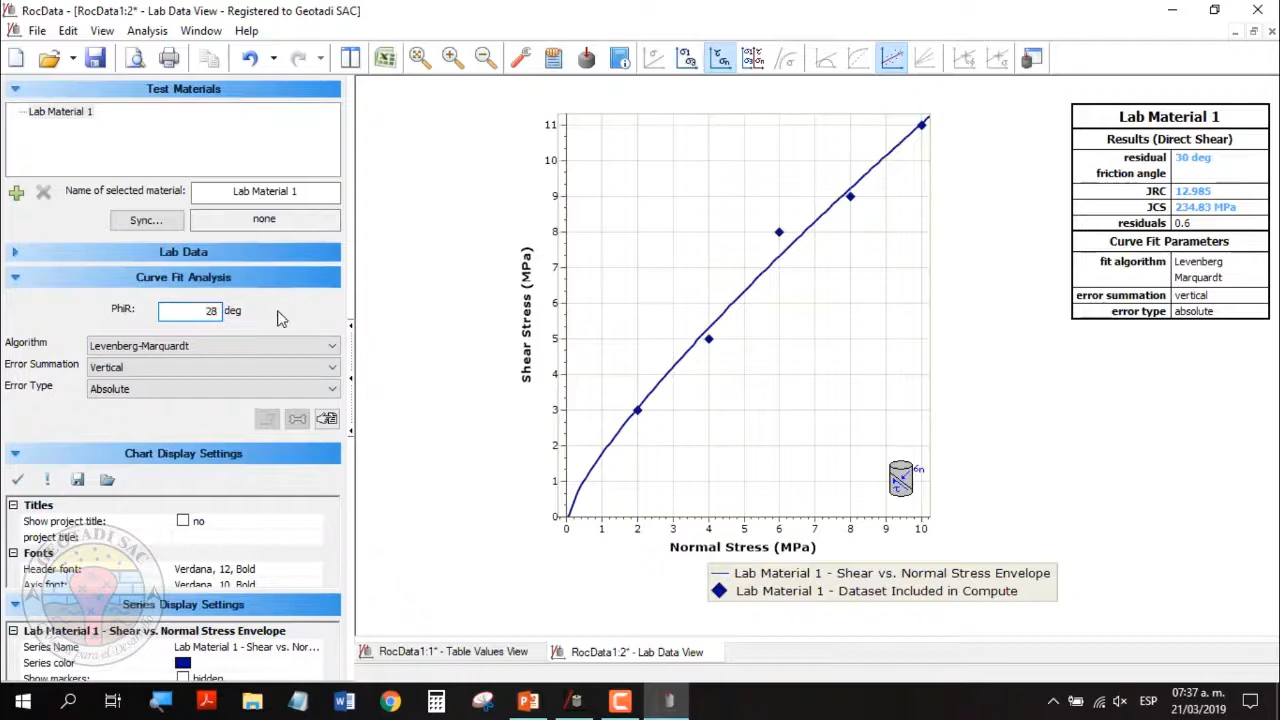 RocData - [RocData1:2* - Lab Data View - Registered to Geotadi SAC]
File Edit View Analysis Window Help
Test Materials
Lab Material 1
Name of selected material: Lab Material 1
Sync... none
Lab Data
Curve Fit Analysis
PhiR: 28 deg
Algorithm Levenberg-Marquardt
Error Summation Vertical
Error Type Absolute
Chart Display Settings
Titles
Show project title: no
project title:
Fonts
Header font: Verdana, 12, Bold
Axis font: Verdana, 10, Bold
Series Display Settings
Lab Material 1 - Shear vs. Normal Stress Envelope
Series Name Lab Material 1 - Shear vs. Nor...
Series color
Show markers: hidden
GEOTADI SAC
Shear Stress (MPa)
11
10
9
8
7
6
5
4
3
2
1
0
0 1 2 3 4 5 6 7 8 9 10
Normal Stress (MPa)
Lab Material 1 - Shear vs. Normal Stress Envelope
Lab Material 1 - Dataset Included in Compute
Lab Material 1
Results (Direct Shear)
residual friction angle 30 deg
JRC 12.985
JCS 234.83 MPa
residuals 0.6
Curve Fit Parameters
fit algorithm Levenberg Marquardt
error summation vertical
error type absolute
RocData1:1* - Table Values View
RocData1:2* - Lab Data View
ESP
07:37 a. m.
21/03/2019